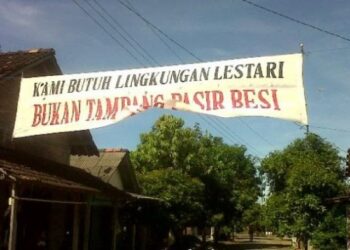 KAMI BUTUH LINGKUNGAN LESTARI
BUKAN TAMBANG PASIR BESI